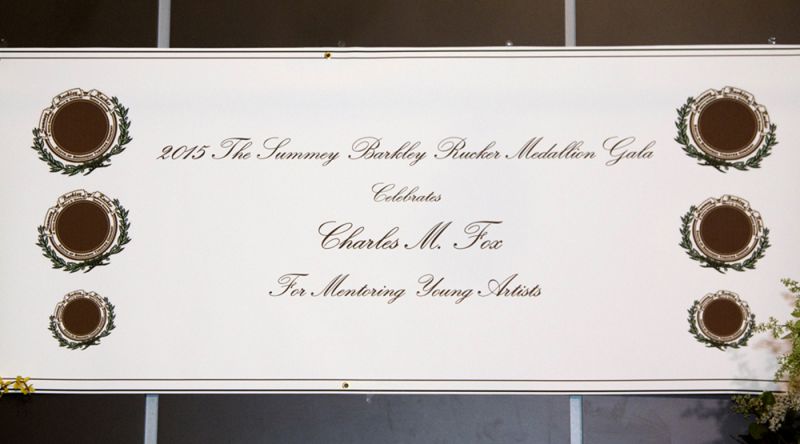 2015 The Summey Barkley Rucker Medallion Gala
Celebrates
Charles M. Fox
For Mentoring Young Artists